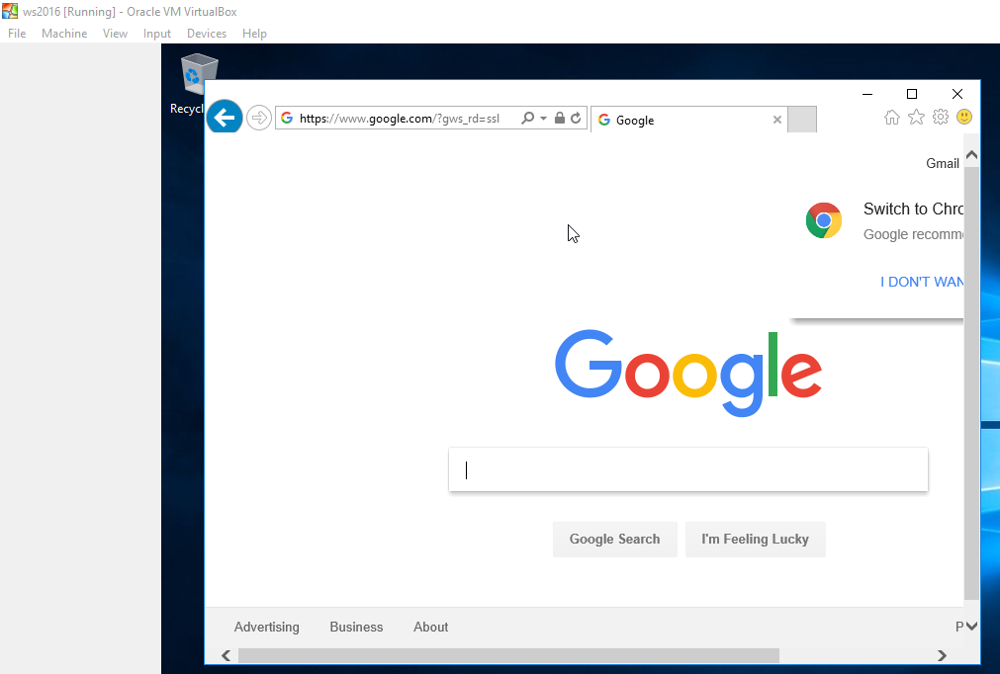 ws2016 [Running] - Oracle VM VirtualBox
File Machine View Input Devices Help
Recycl
https://www.google.com/?gws_rd=ssl
Google
Gmail
Switch to Chro
Google recomme
I DON'T WAN
Google
Google Search I'm Feeling Lucky
Advertising Business About P